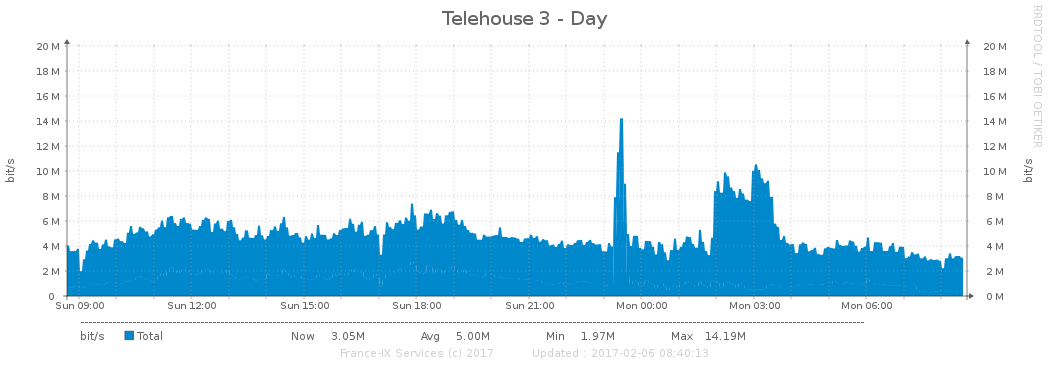 Telehouse 3 - Day
RRDTOOL / TOBI OETIKER
20 M 20 M
18 M 18 M
16 M 16 M
14 M 14 M
12 M 12 M
10 M 10 M
8 M 8 M
6 M 6 M
4 M 4 M
2 M 2 M
0 0 M
bit/s
bit/s
Sun 09:00 Sun 12:00 Sun 15:00 Sun 18:00 Sun 21:00 Mon 00:00 Mon 03:00 Mon 06:00
bit/s Total Now 3.05M Avg 5.00M Min 1.97M Max 14.19M
France-IX Services (c) 2017 Updated : 2017-02-06 08:40:13